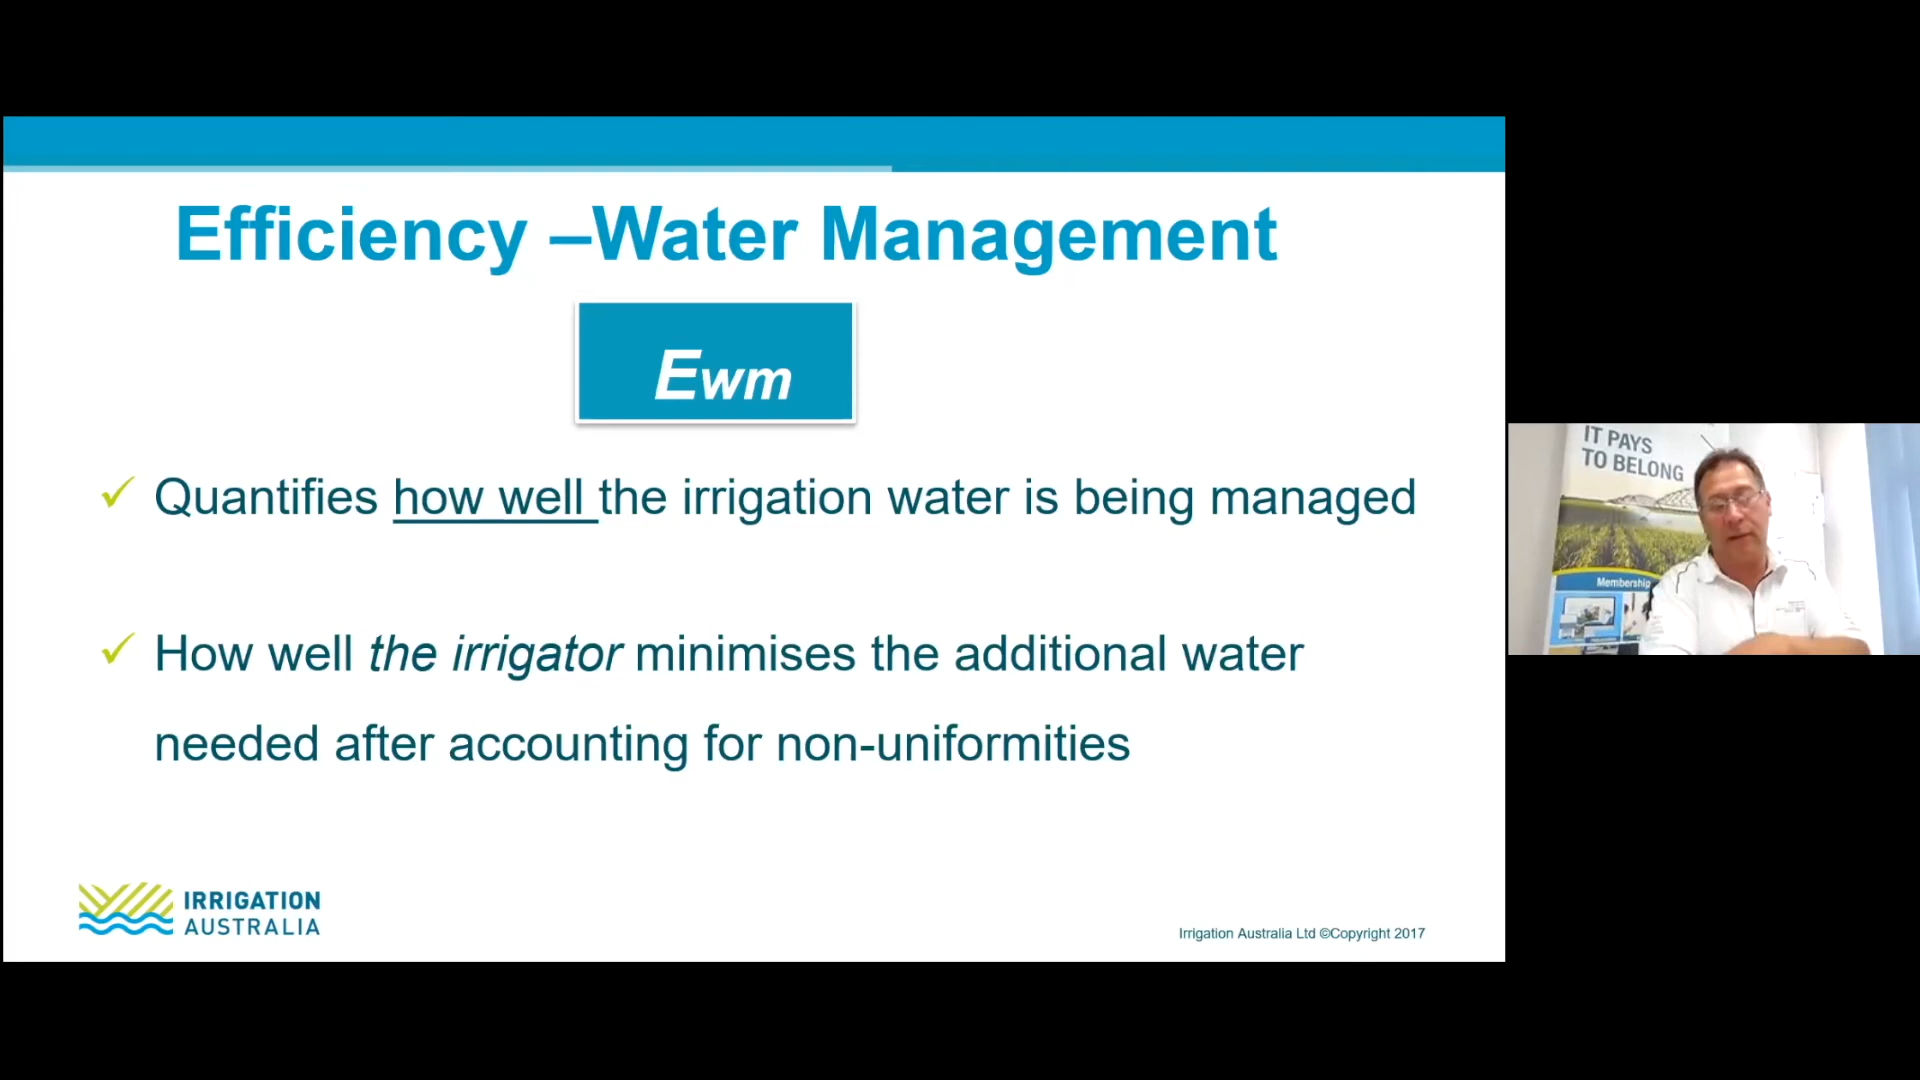 Efficiency –Water Management
Ewm
✓ Quantifies how well the irrigation water is being managed
✓ How well the irrigator minimises the additional water
needed after accounting for non-uniformities
IRRIGATION
AUSTRALIA
Irrigation Australia Ltd ©Copyright 2017
IT PAYS
TO BELONG
Membership